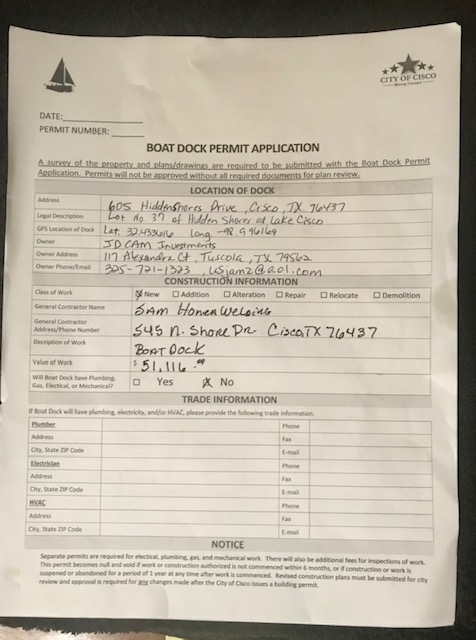 CITY OF CISCO
DATE:
PERMIT NUMBER:
BOAT DOCK PERMIT APPLICATION
A survey of the property and plans/drawings are required to be submitted with the Boat Dock Permit
Application. Permits will not be approved without all required documents for plan review.
LOCATION OF DOCK
Address 605 Hidden Shores Drive, Cisco, TX 76437
Legal Description Lot No. 37 of Hidden Shores at Lake Cisco
GPS Location of Dock Lat. Long.
Owner JD CAM Investments
Owner Address 117 Alexandra Ct, Tuscola, TX 79562
Owner Phone/Email 325-721-1323, usjamz@aol.com
CONSTRUCTION INFORMATION
Class of Work New Addition Alteration Repair Relocate Demolition
General Contractor Name SAM Welding
General Contractor
Address/Phone Number 545 N. Shore DR Cisco, TX 76437
Decription of Work BOAT DOCK
Value of Work $51,116.00
Will Boat Dock have Plumbing,
Gas, Electical, or Mechanical? Yes X No
TRADE INFORMATION
If Boat Dock will have plumbing, electricity, and/or HVAC, please provide the following trade information.
Plumber Phone
Address Fax
City, State ZIP Code E-mail
Electrician Phone
Address Fax
City, State ZIP Code E-mail
HVAC Phone
Address Fax
City, State ZIP Code E-mail
NOTICE
Separate permits are required for electical, plumbing, gas, and mechanical work. There will also be additional fees for inspections of work.
This permit becomes null and void if work or construction authorized is not commenced within 6 months, or if construction or work is
suspended or abandoned for a period of 1 year at any time after work is commenced. Revised construction plans must be submitted for city
review and approval is required for any changes made after the City of Cisco issues a building permit.